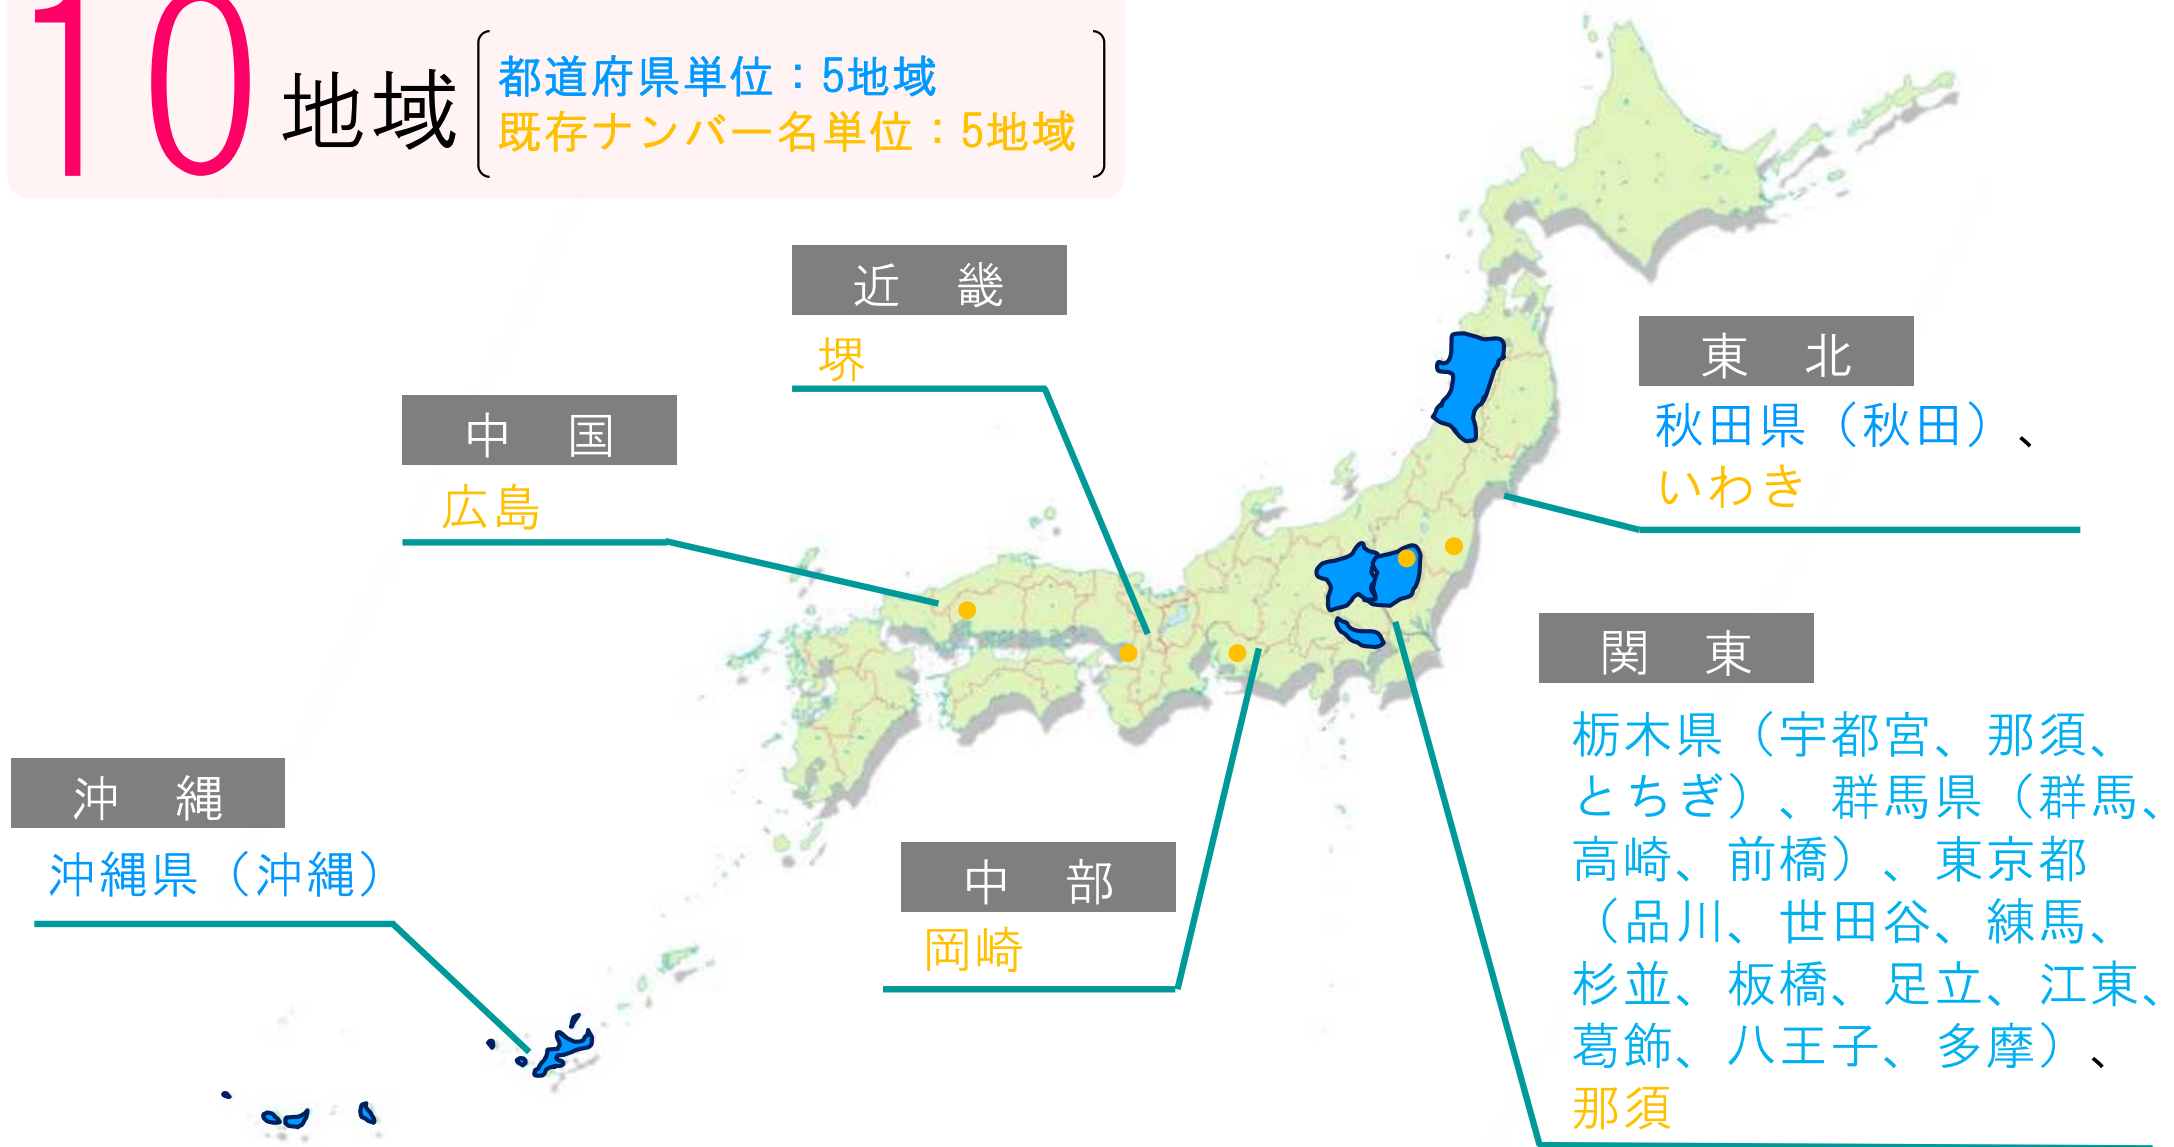 10地域
都道府県単位：5地域
既存ナンバー名単位：5地域
近 畿
堺
東 北
秋田県（秋田）、
いわき
中 国
広島
関 東
栃木県（宇都宮、那須、
とちぎ）、群馬県（群馬、
高崎、前橋）、東京都
（品川、世田谷、練馬、
杉並、板橋、足立、江東、
葛飾、八王子、多摩）、
那須
沖 縄
沖縄県（沖縄）
中 部
岡崎